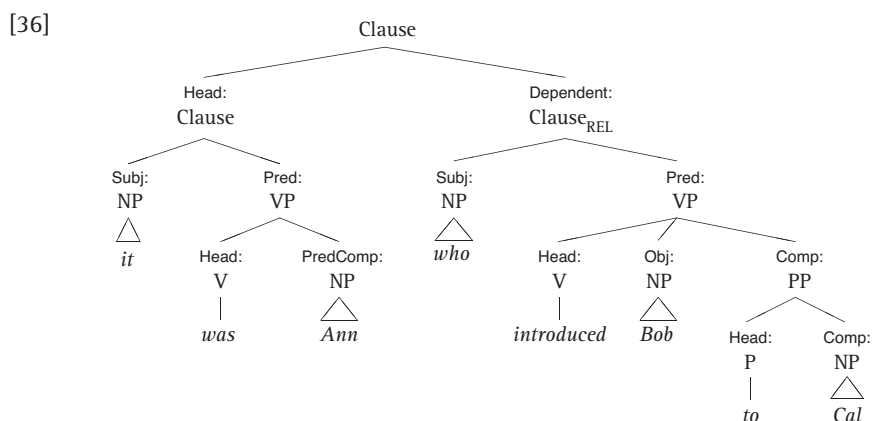 [36]
Clause
Head: Dependent:
Clause Clause_REL
Subj: Pred: Subj: Pred:
NP VP NP VP
it Head: PredComp: who Head: Obj: Comp:
V NP V NP PP
was Ann introduced Bob Head: Comp:
P NP
to Cal